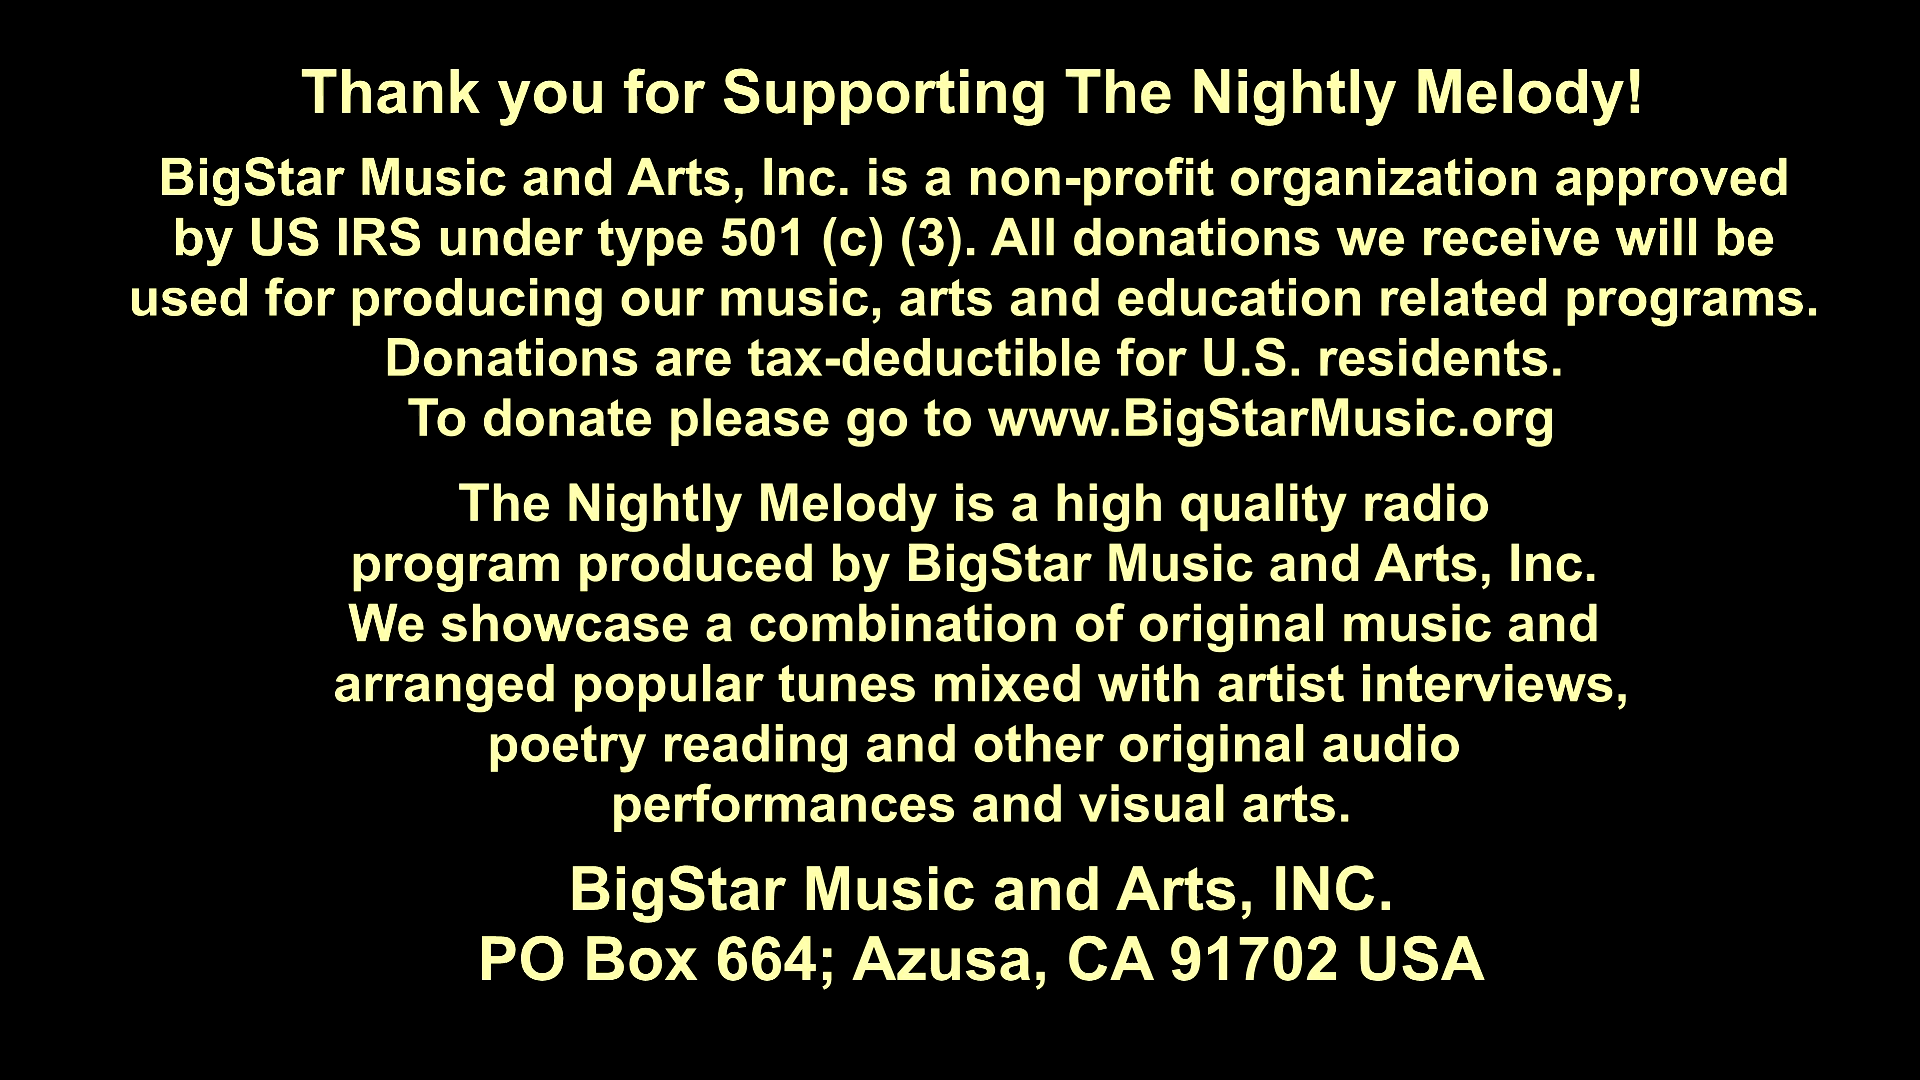 Thank you for Supporting The Nightly Melody!
BigStar Music and Arts, Inc. is a non-profit organization approved
by US IRS under type 501 (c) (3). All donations we receive will be
used for producing our music, arts and education related programs.
Donations are tax-deductible for U.S. residents.
To donate please go to www.BigStarMusic.org
The Nightly Melody is a high quality radio
program produced by BigStar Music and Arts, Inc.
We showcase a combination of original music and
arranged popular tunes mixed with artist interviews,
poetry reading and other original audio
performances and visual arts.
BigStar Music and Arts, INC.
PO Box 664; Azusa, CA 91702 USA